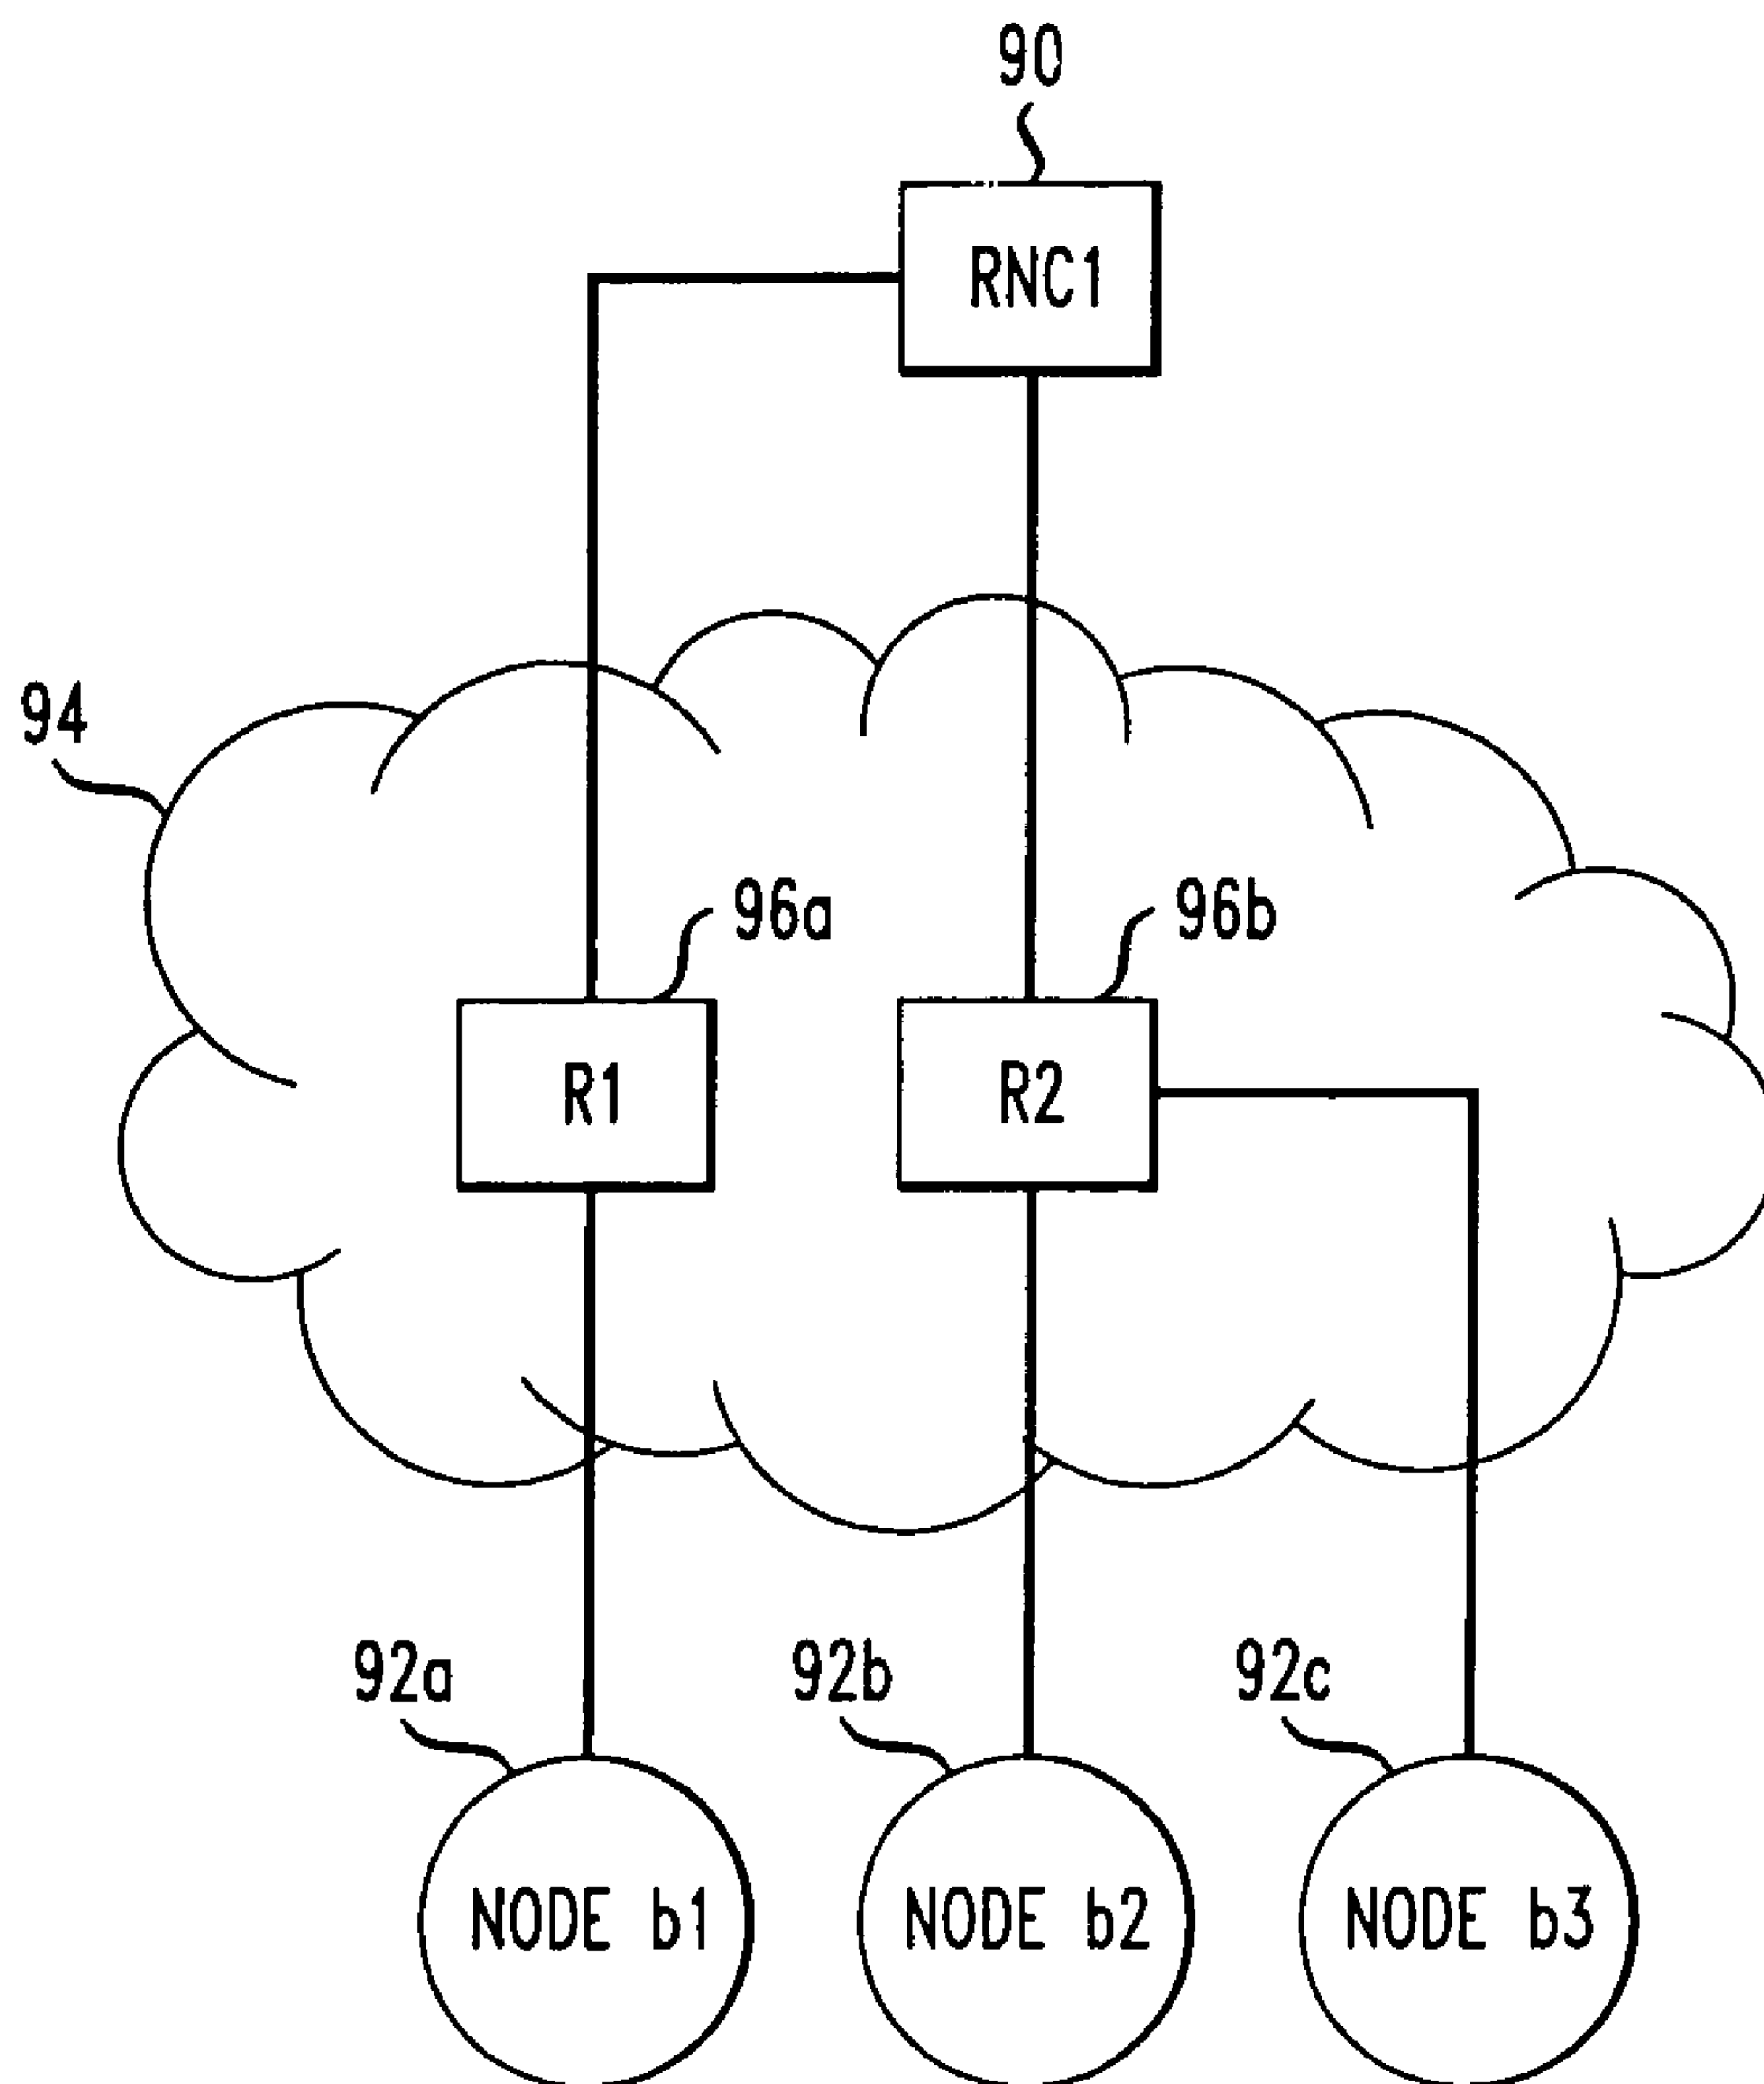 90
RNC1
94
96a
96b
R1
R2
92a
92b
92c
NODE b1
NODE b2
NODE b3